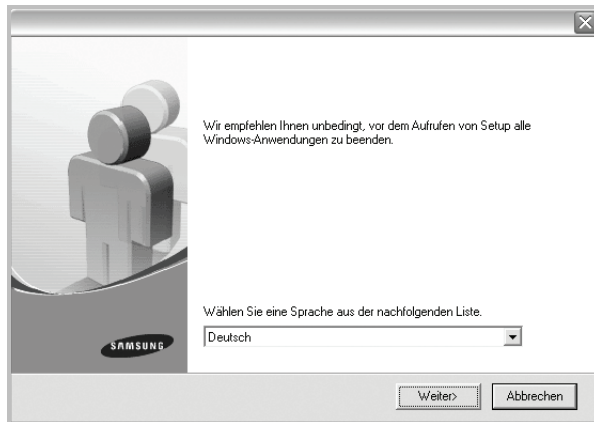 Wir empfehlen Ihnen unbedingt, vor dem Aufrufen von Setup alle
Windows-Anwendungen zu beenden.
Wählen Sie eine Sprache aus der nachfolgenden Liste.
Deutsch
SAMSUNG
Weiter>
Abbrechen